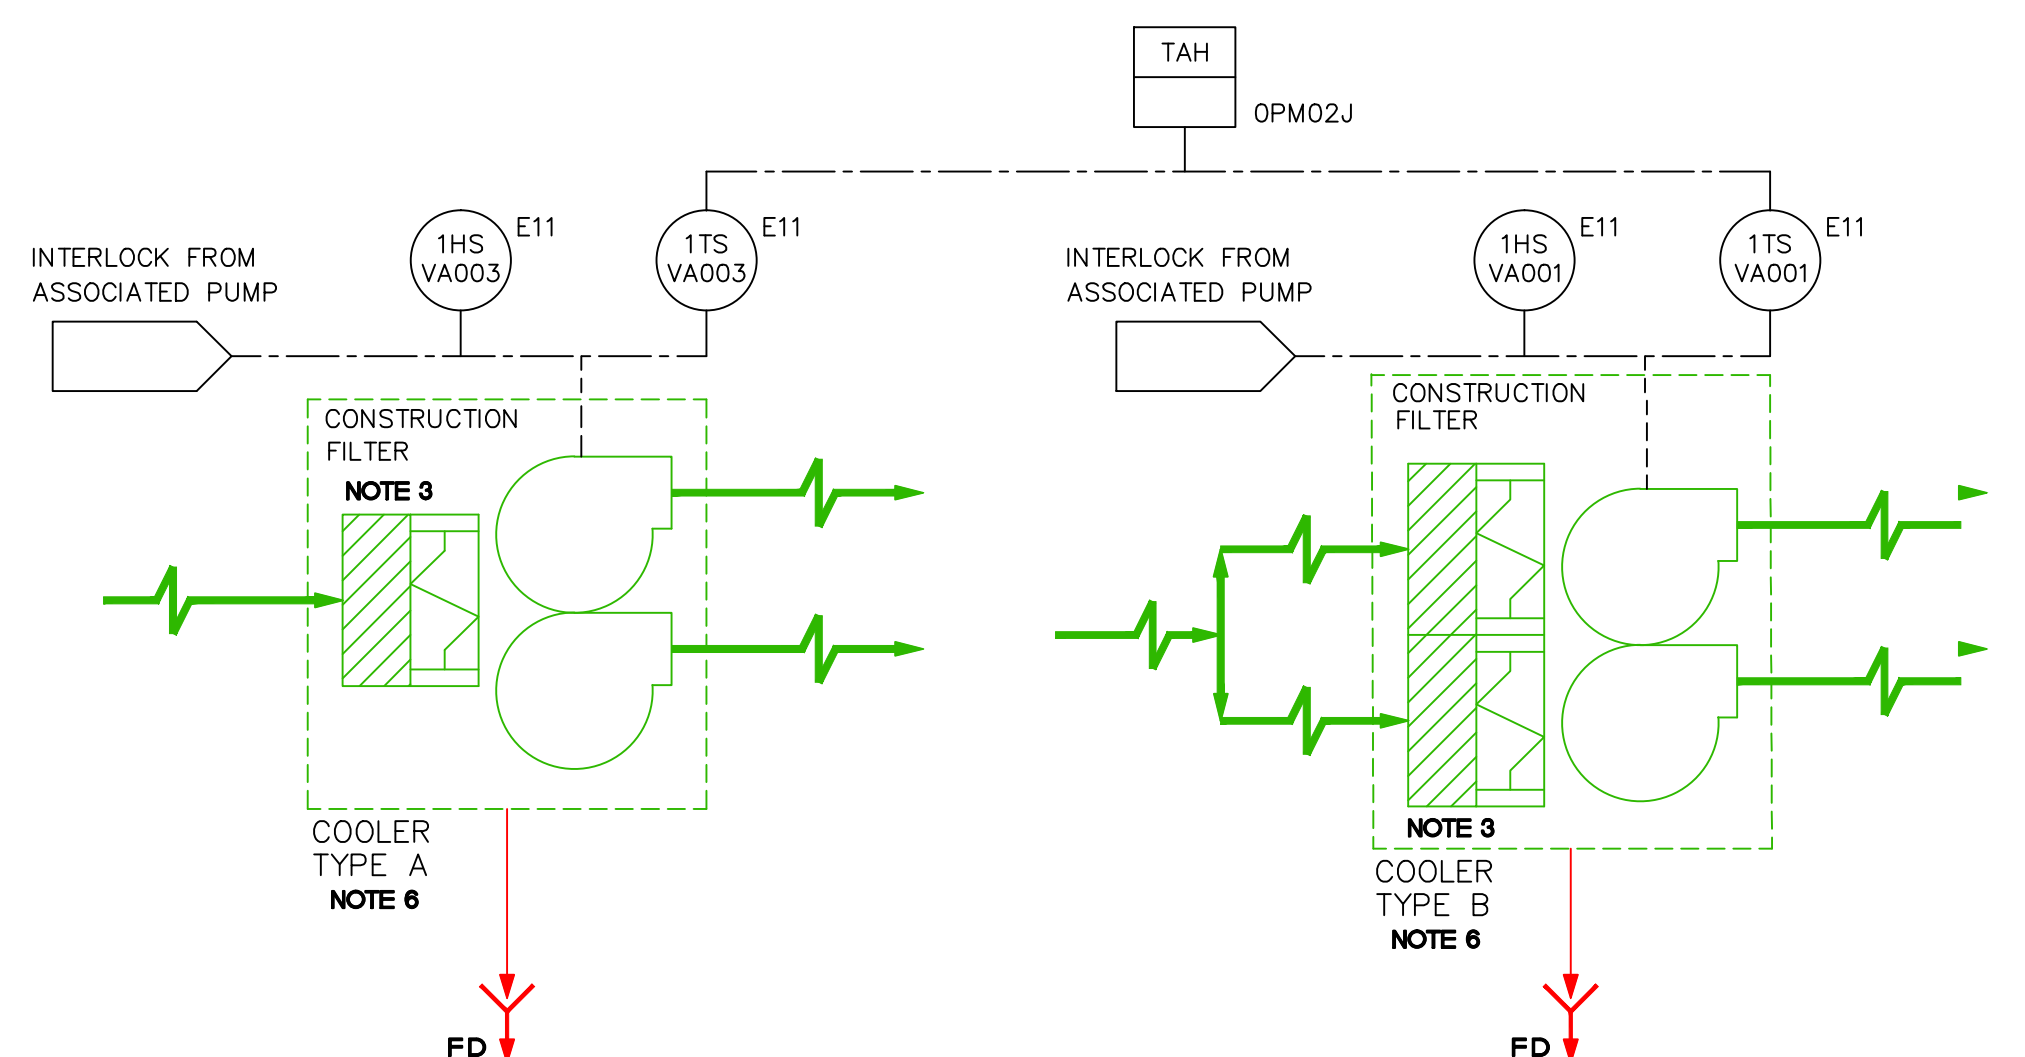 TAH
0PM02J
INTERLOCK FROM
ASSOCIATED PUMP
1HS
VA003
E11
1TS
VA003
E11
INTERLOCK FROM
ASSOCIATED PUMP
1HS
VA001
E11
1TS
VA001
E11
CONSTRUCTION
FILTER
NOTE 3
COOLER
TYPE A
NOTE 6
FD
CONSTRUCTION
FILTER
NOTE 3
COOLER
TYPE B
NOTE 6
FD